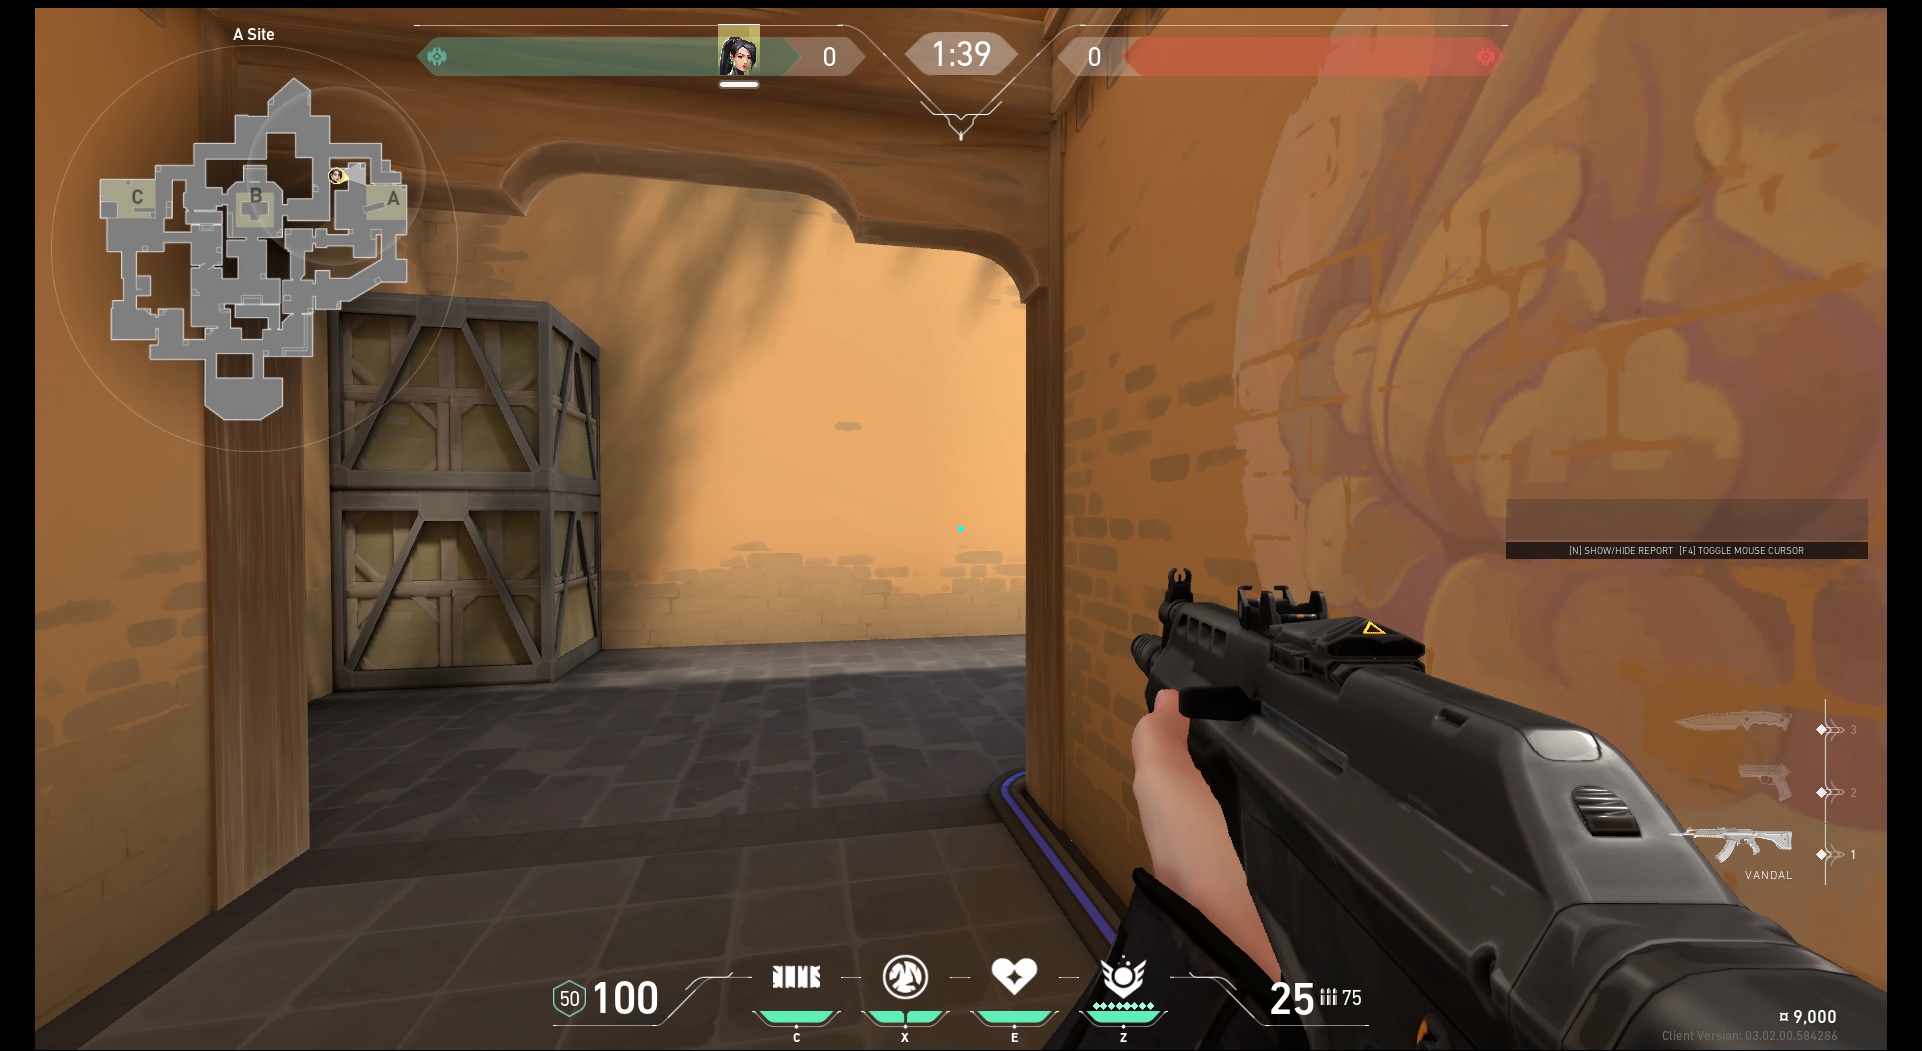 A Site
0
1:39
0
C
B
A
[N] SHOW/HIDE REPORT [F4] TOGGLE MOUSE CURSOR
3
2
1
VANDAL
50
100
25
75
C
X
E
Z
¤ 9,000
Client Version: 03.02.00.584286